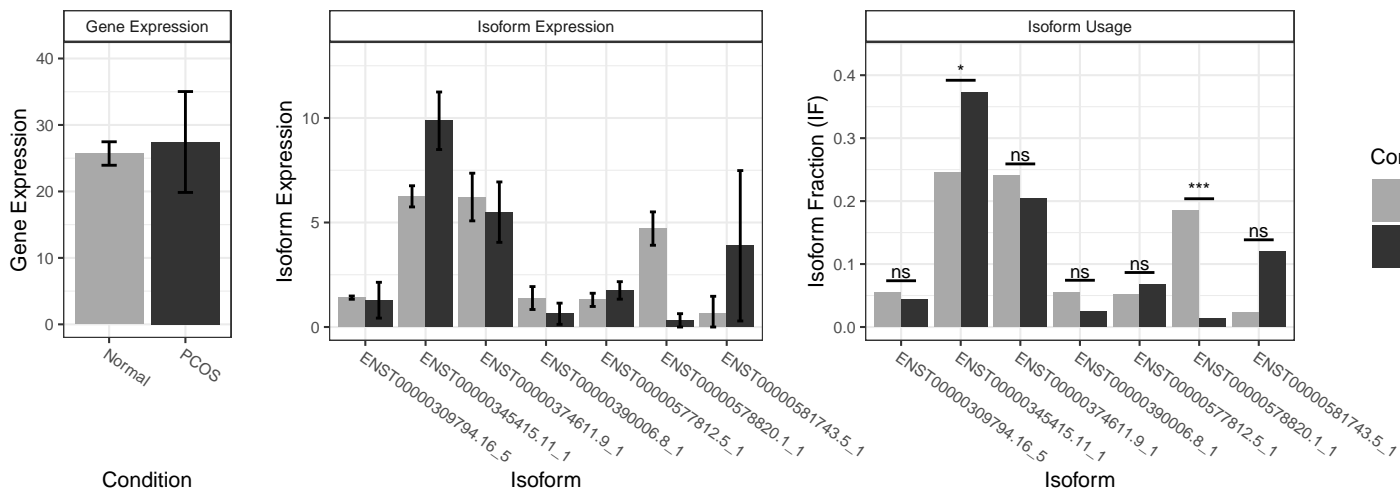 Gene Expression
Isoform Expression
Isoform Usage
Gene Expression
40
30
20
10
0
Normal
PCOS
Condition
Isoform Expression
10
5
0
ENST00000309794.16_5
ENST00000345415.11_1
ENST00000374611.9_1
ENST00000390006.8_1
ENST00000577812.5_1
ENST00000578820.1_1
ENST00000581743.5_1
Isoform
Isoform Fraction (IF)
0.4
0.3
0.2
0.1
0.0
ns
*
ns
ns
ns
***
ns
ENST00000309794.16_5
ENST00000345415.11_1
ENST00000374611.9_1
ENST00000390006.8_1
ENST00000577812.5_1
ENST00000578820.1_1
ENST00000581743.5_1
Isoform